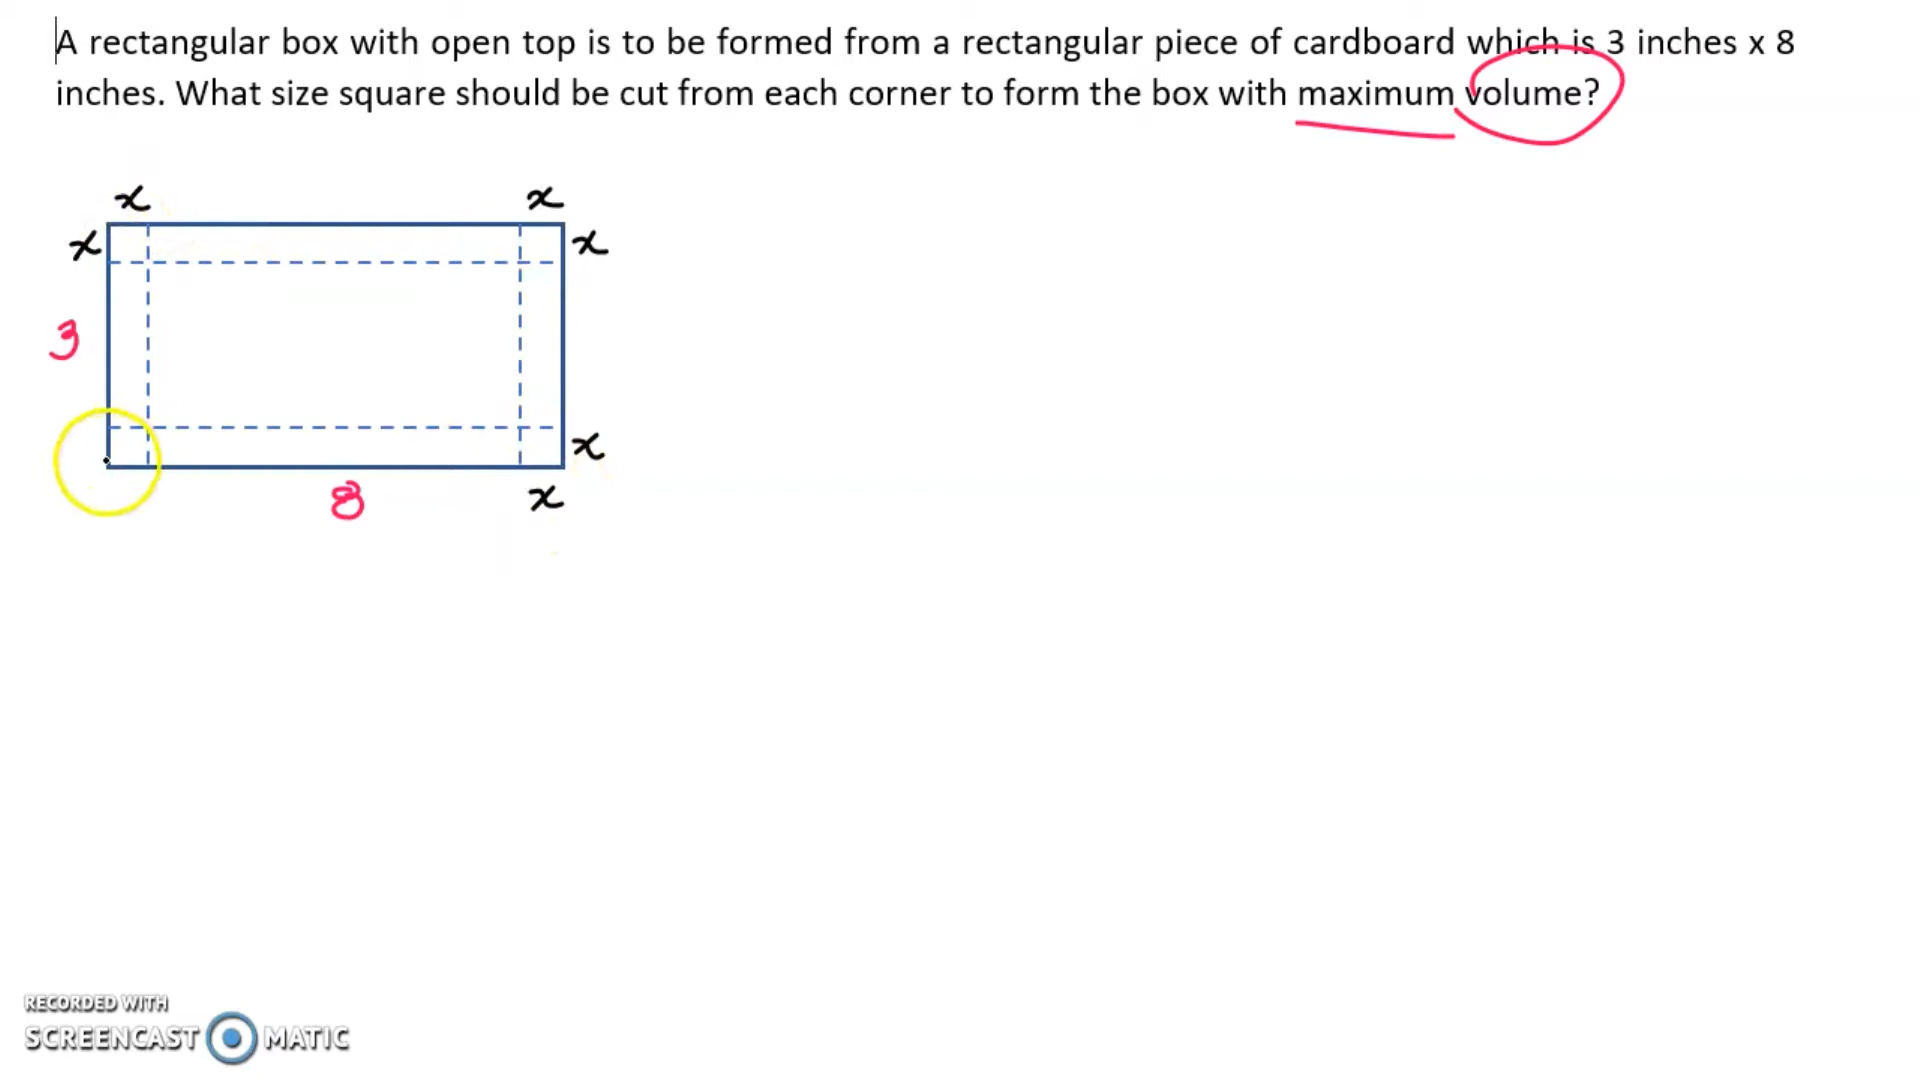 A rectangular box with open top is to be formed from a rectangular piece of cardboard which is 3 inches x 8
inches. What size square should be cut from each corner to form the box with maximum volume?
x x
x x
3
x
8 x
RECORDED WITH
SCREENCAST MATIC